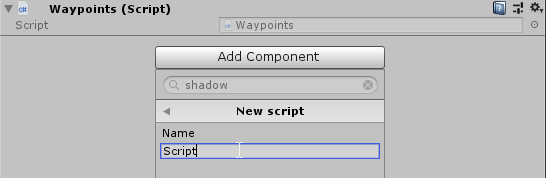 Waypoints (Script)
Script Waypoints
Add Component
shadow
New script
Name
Script